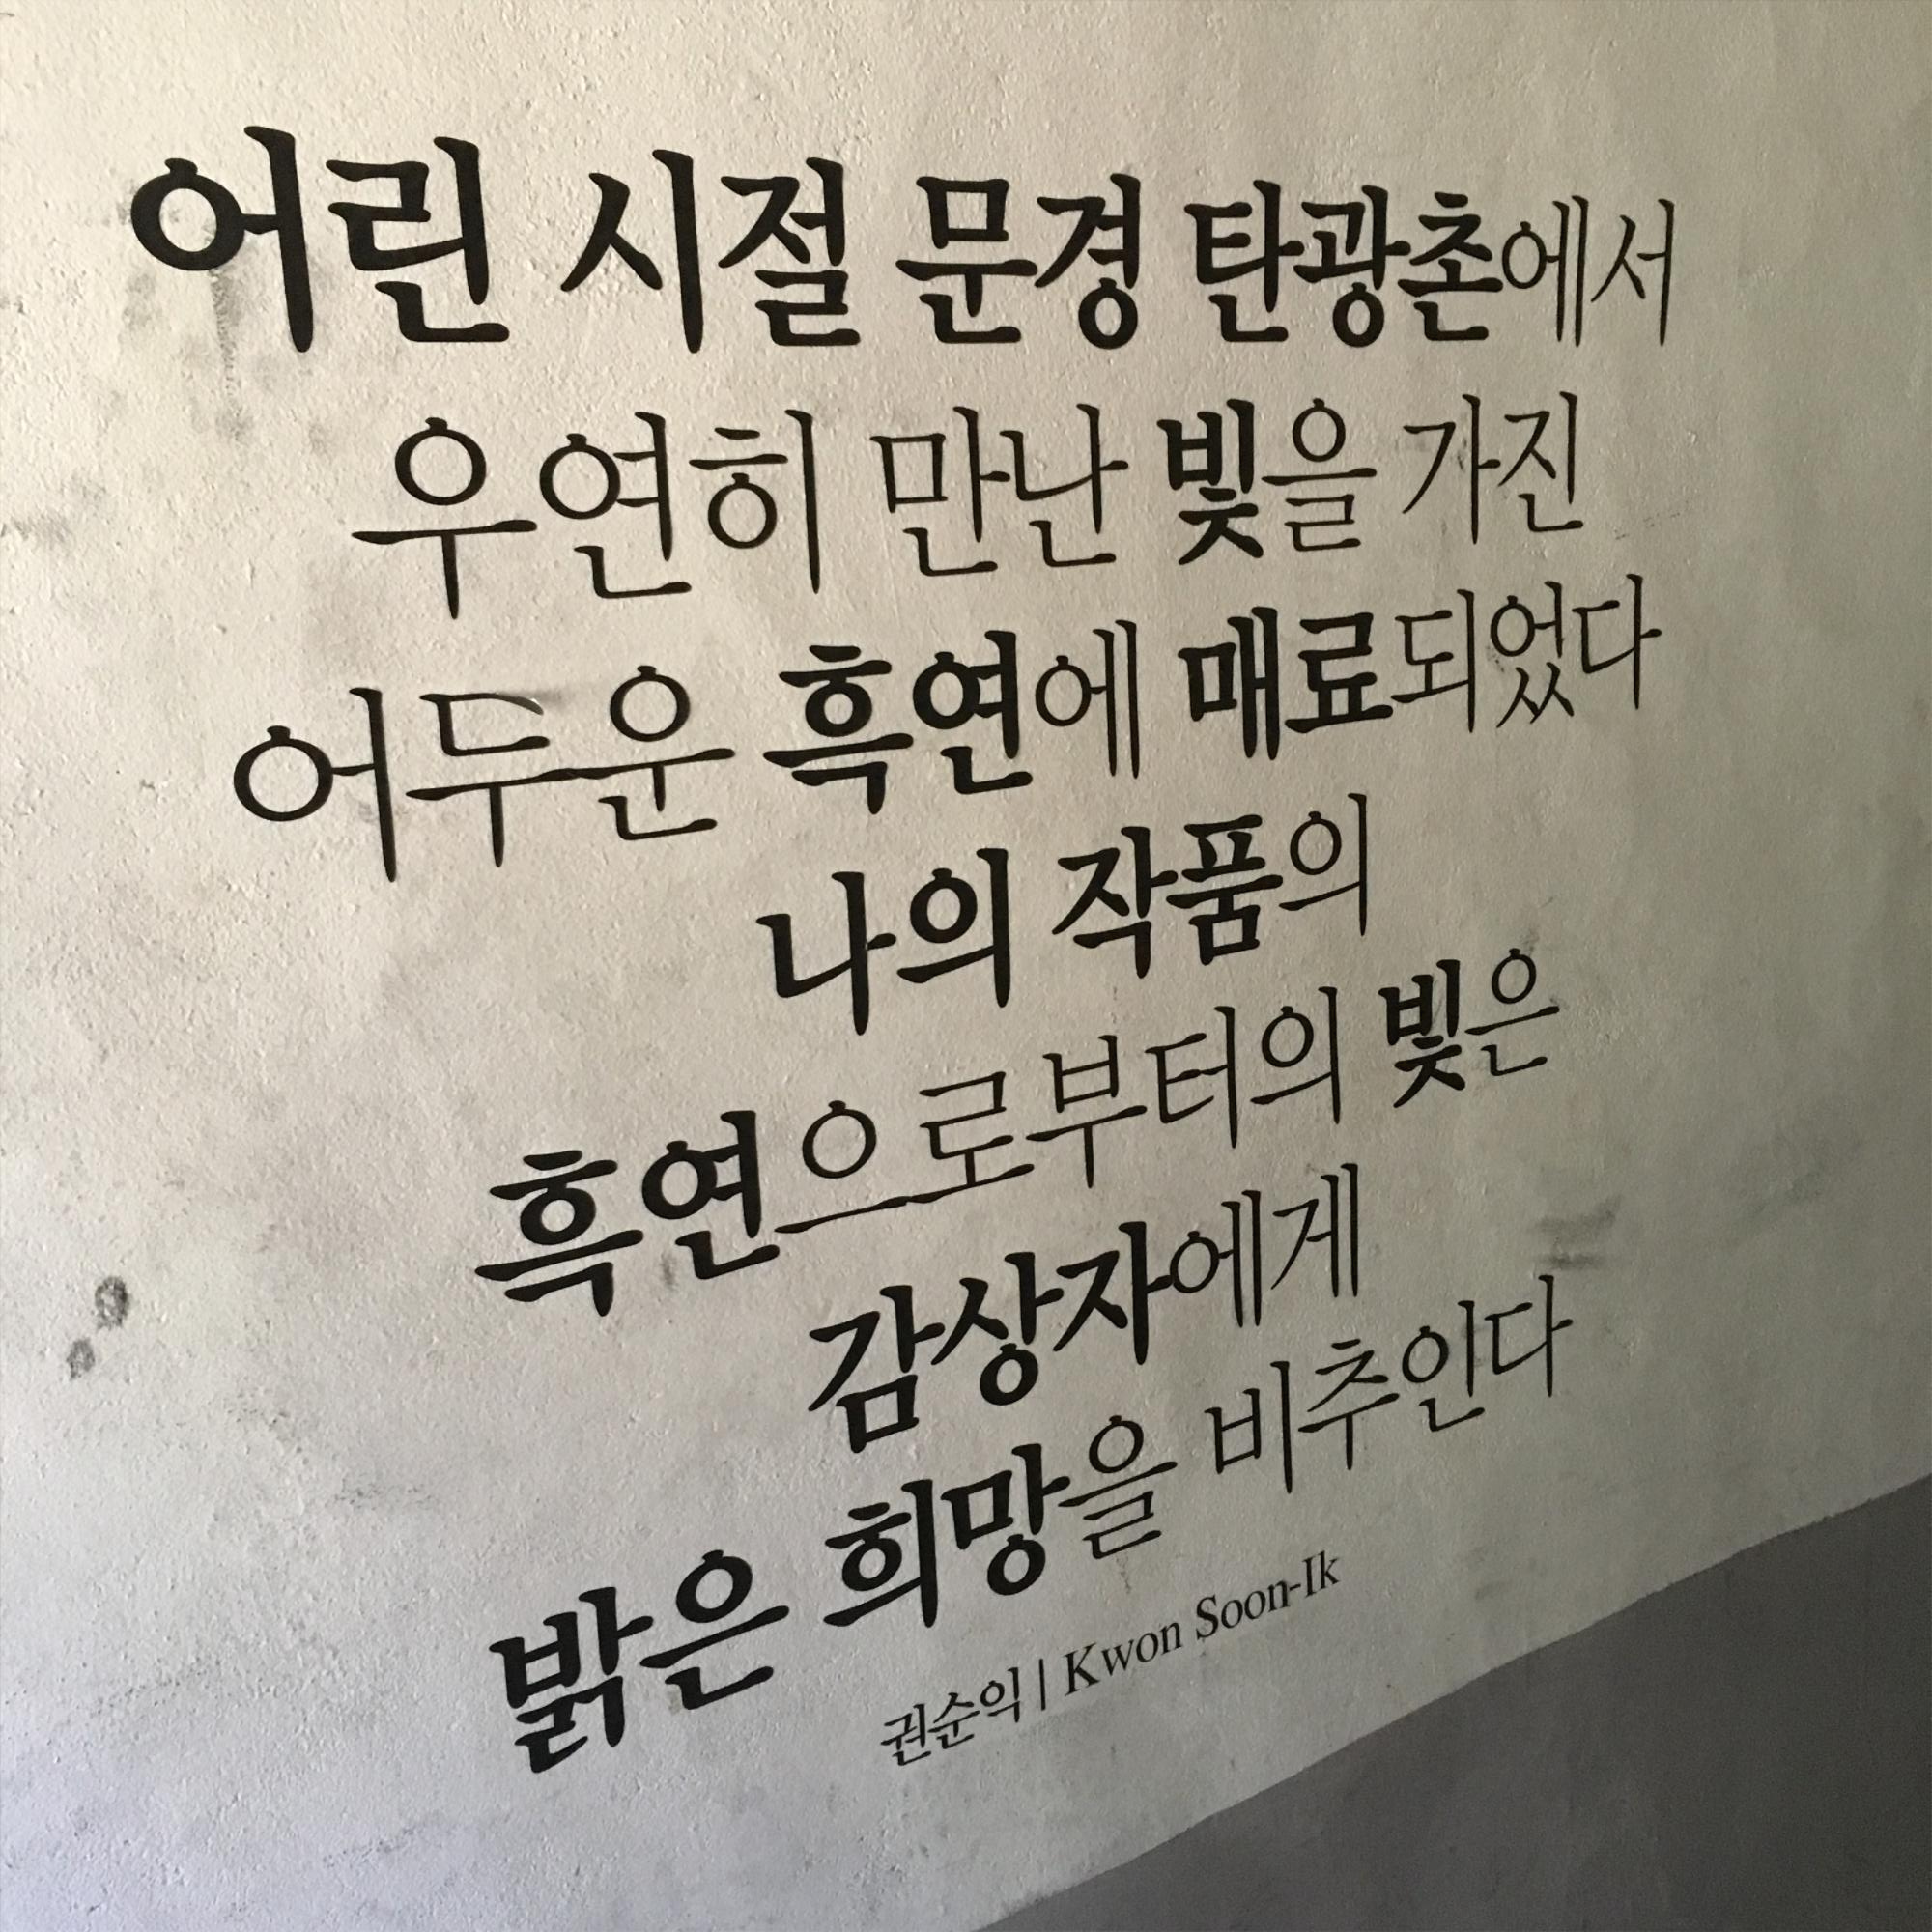 어린 시절 문경 탄광촌에서
우연히 만난 빛을 가진
어두운 흑연에 매료되었다
나의 작품의
흑연으로부터의 빛은
감상자에게
밝은 희망을 비추인다
권순익 | Kwon Soon-Ik